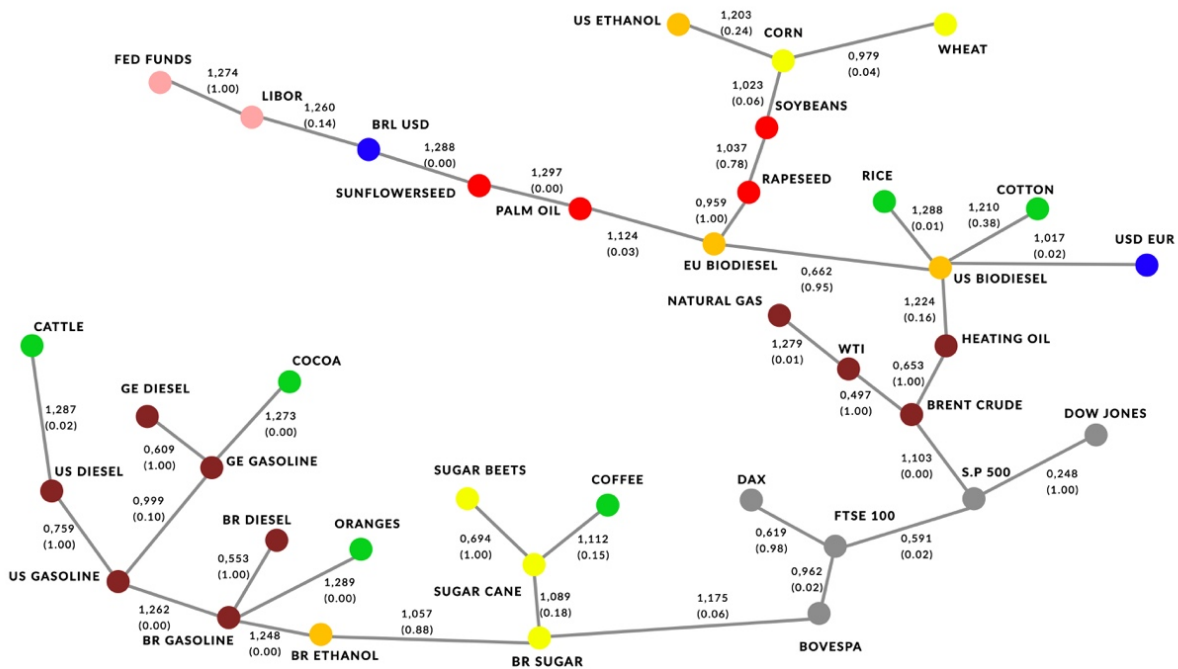 US ETHANOL
1,203
(0.24)
CORN
WHEAT
0,979
(0.04)
FED FUNDS
1,274
(1.00)
LIBOR
1,260
(0.14)
BRL USD
1,288
(0.00)
SUNFLOWERSEED
1,297
(0.00)
PALM OIL
1,023
(0.06)
SOYBEANS
1,037
(0.78)
RAPESEED
0,959
(1.00)
1,124
(0.03)
EU BIODIESEL
RICE
1,288
(0.01)
COTTON
1,210
(0.38)
1,017
(0.02)
USD EUR
0,662
(0.95)
US BIODIESEL
NATURAL GAS
1,224
(0.16)
HEATING OIL
1,279
(0.01)
WTI
0,653
(1.00)
0,497
(1.00)
BRENT CRUDE
DOW JONES
1,103
(0.00)
S.P 500
0,248
(1.00)
CATTLE
COCOA
GE DIESEL
1,287
(0.02)
1,273
(0.00)
0,609
(1.00)
GE GASOLINE
US DIESEL
0,999
(0.10)
0,759
(1.00)
US GASOLINE
BR DIESEL
ORANGES
0,553
(1.00)
1,289
(0.00)
1,262
(0.00)
BR GASOLINE
1,248
(0.00)
BR ETHANOL
SUGAR BEETS
COFFEE
0,694
(1.00)
1,112
(0.15)
SUGAR CANE
1,089
(0.18)
1,057
(0.88)
BR SUGAR
1,175
(0.06)
DAX
FTSE 100
0,619
(0.98)
0,591
(0.02)
0,962
(0.02)
BOVESPA